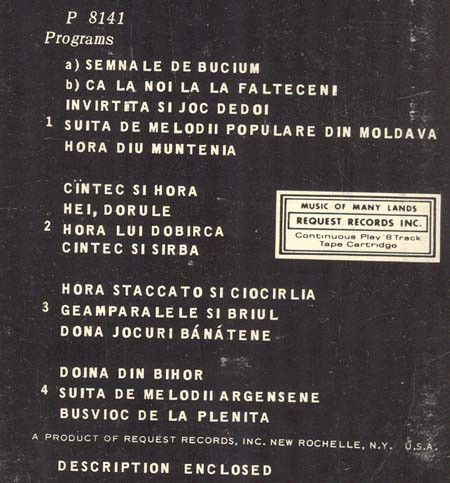 P 8141
Programs
a) SEMNALE DE BUCIUM
b) CA LA NOI LA LA FALTECENI
INVIRTETA SI JOC DEDOI
1 SUITA DE MELODII POPULARE DIN MOLDAVA
HORA DIU MUNTENIA
CINTEC SI HORA
HEI, DORULE
2 HORA LUI DOBIRCA
CINTEC SI SIRBA
MUSIC OF MANY LANDS
REQUEST RECORDS INC.
Continuous Play 8 Track
Tape Cartridge
HORA STACCATO SI CIOCIRLIA
3 GEAMPARALELE SI BRIUL
DONA JOCURI BÁNÁTENE
DOINA DIN BIHOR
4 SUITA DE MELODII ARGENSENE
BUSVIOC DE LA PLENITA
A PRODUCT OF REQUEST RECORDS, INC. NEW ROCHELLE, N.Y. U.S.A.
DESCRIPTION ENCLOSED